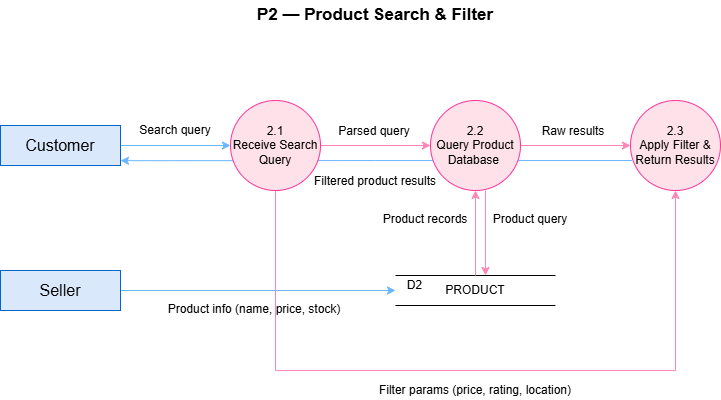 P2 — Product Search & Filter
Customer
Search query
2.1
Receive Search
Query
Parsed query
2.2
Query Product
Database
Raw results
2.3
Apply Filter &
Return Results
Filtered product results
Product records
Product query
Seller
Product info (name, price, stock)
D2
PRODUCT
Filter params (price, rating, location)